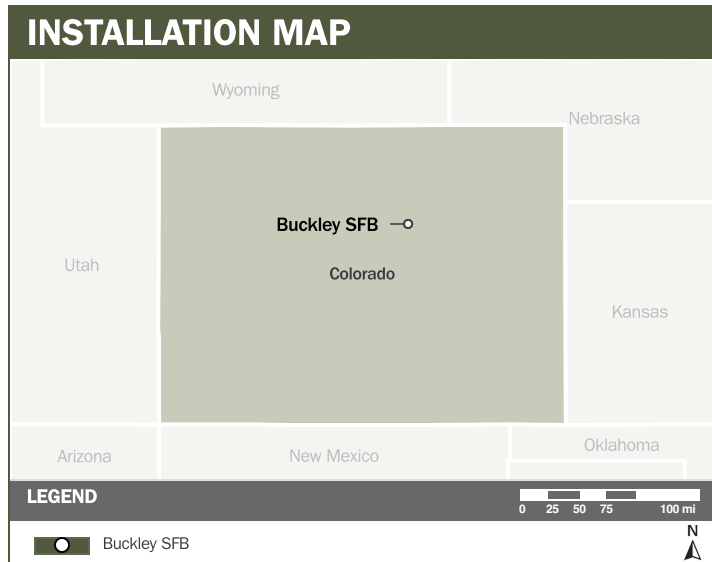 INSTALLATION MAP
Wyoming
Nebraska
Buckley SFB
Utah
Colorado
Kansas
Arizona
New Mexico
Oklahoma
LEGEND
0 25 50 75 100 mi
Buckley SFB
N